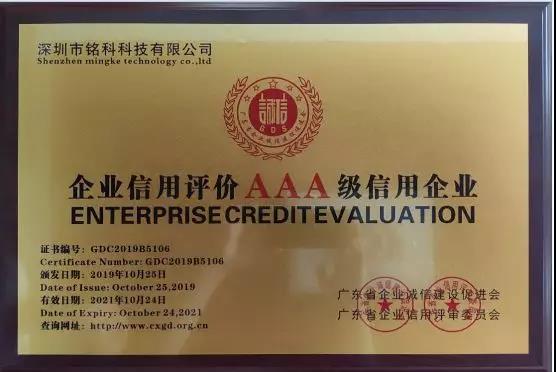 深圳市铭科科技有限公司
Shenzhen mingke technology co.,ltd
誠信
GDS
企业信用评价AAA级信用企业
ENTERPRISECREDITEVALUATION
证书编号：GDC2019B5106
Certificate Number: GDC2019B5106
颁发日期：2019年10月25日
Date of Issue: October 25,2019
有效日期：2021年10月24日
Date of Expiry: October 24,2021
查询网址：http://www.cxgd.org.cn
广东省企业诚信建设促进会
广东省企业信用评审委员会